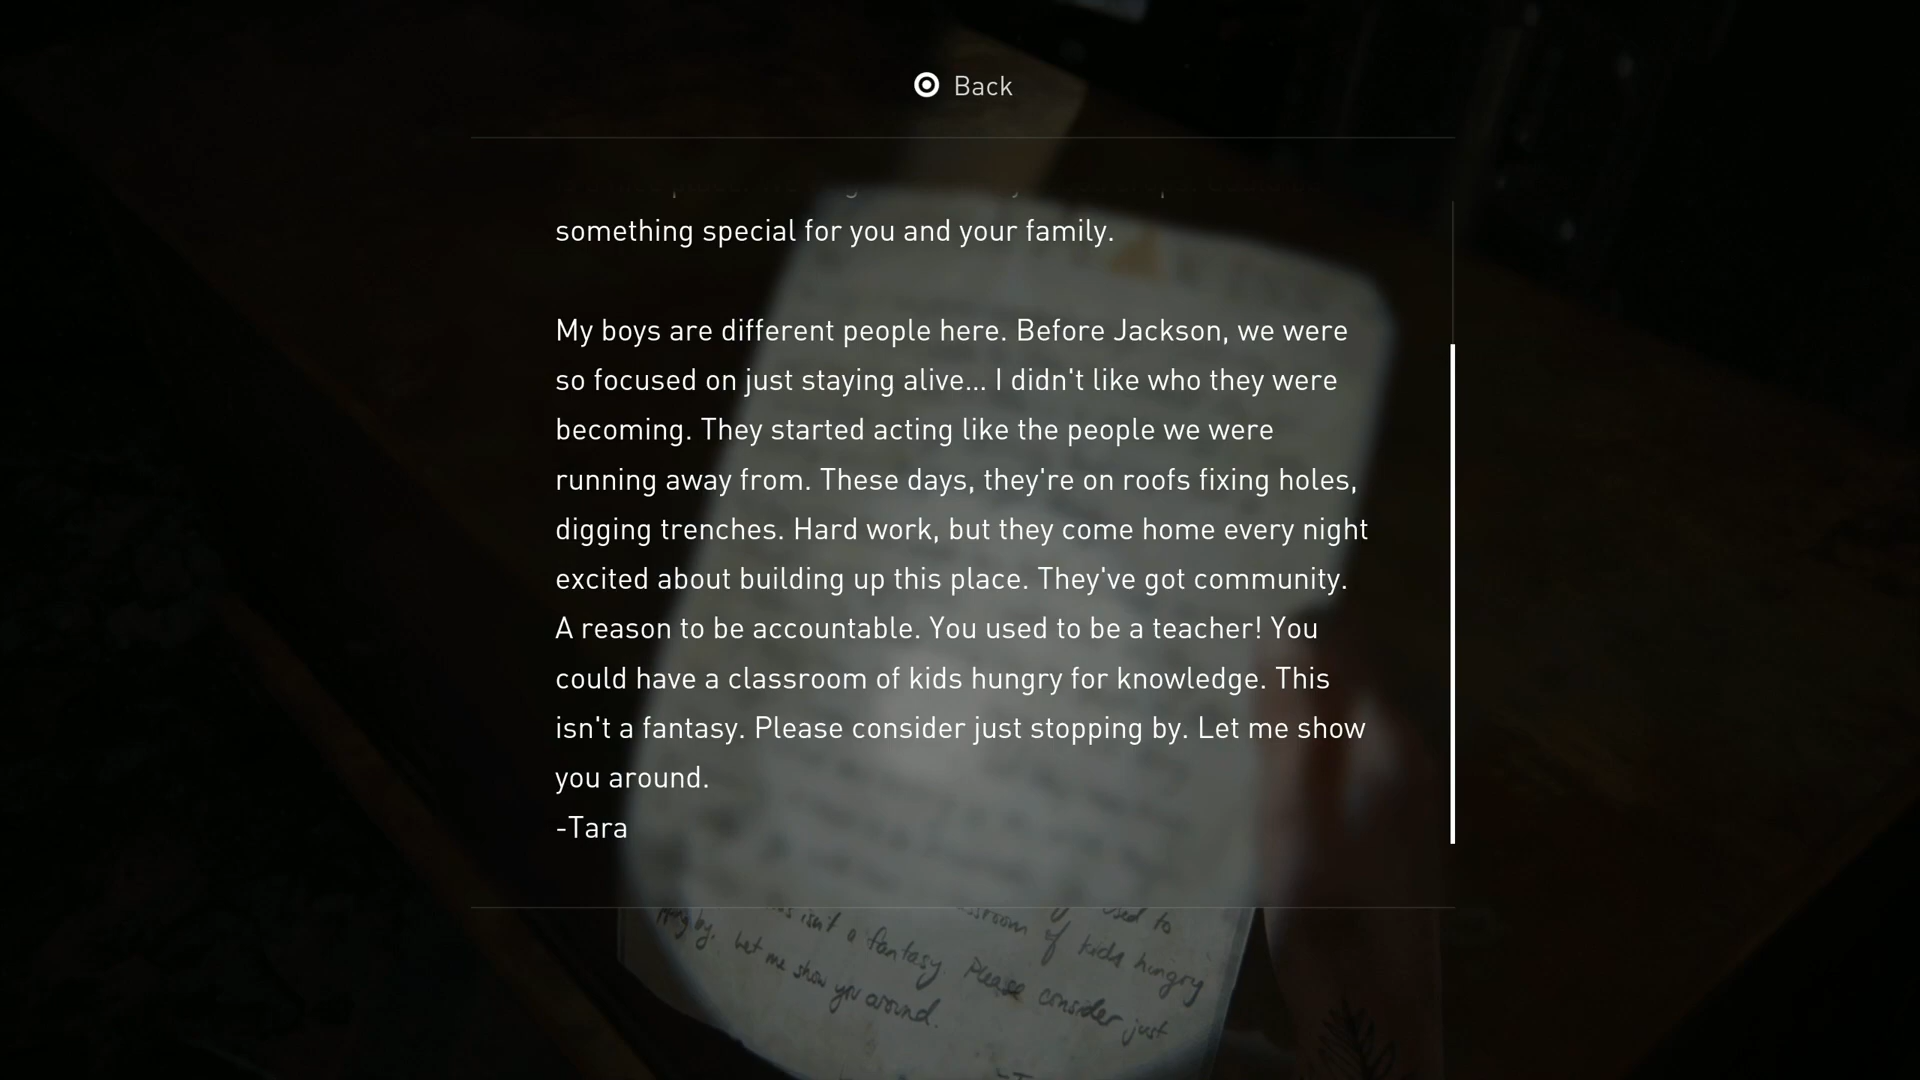 Back
something special for you and your family.
My boys are different people here. Before Jackson, we were
so focused on just staying alive... I didn't like who they were
becoming. They started acting like the people we were
running away from. These days, they're on roofs fixing holes,
digging trenches. Hard work, but they come home every night
excited about building up this place. They've got community.
A reason to be accountable. You used to be a teacher! You
could have a classroom of kids hungry for knowledge. This
isn't a fantasy. Please consider just stopping by. Let me show
you around.
-Tara
used to
isn't a fantasy. of kids hungry
by. Let me show you around. Please consider just